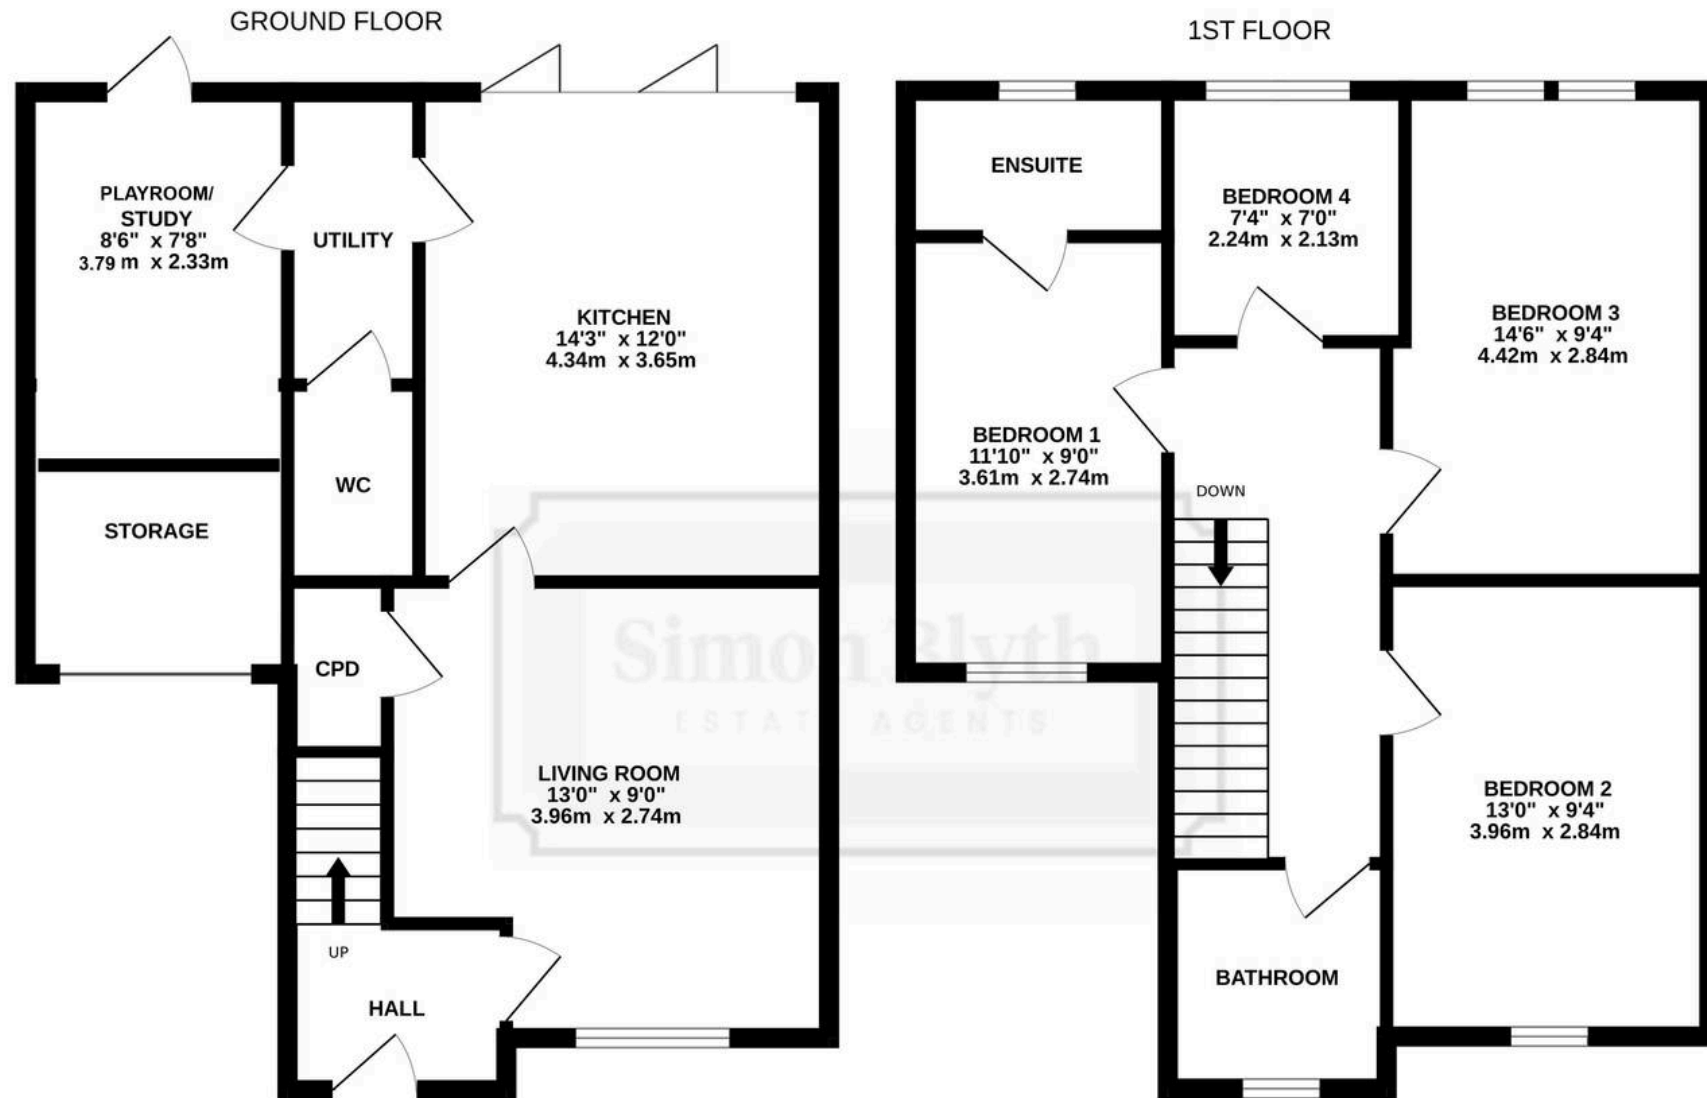 GROUND FLOOR
PLAYROOM/
STUDY
8'6" x 7'8"
3.79 m x 2.33m
UTILITY
KITCHEN
14'3" x 12'0"
4.34m x 3.65m
WC
STORAGE
CPD
LIVING ROOM
13'0" x 9'0"
3.96m x 2.74m
UP
HALL
1ST FLOOR
ENSUITE
BEDROOM 4
7'4" x 7'0"
2.24m x 2.13m
BEDROOM 3
14'6" x 9'4"
4.42m x 2.84m
BEDROOM 1
11'10" x 9'0"
3.61m x 2.74m
DOWN
BEDROOM 2
13'0" x 9'4"
3.96m x 2.84m
BATHROOM
Simon Blyth
ESTATE AGENTS